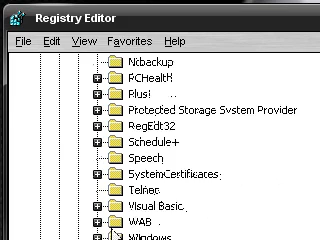 Registry Editor
File Edit View Favorites Help
Ntbackup
PCHealth
Plus!
Protected Storage System Provider
RegEdt32
Schedule+
Speech
SystemCertificates
Telnet
Visual Basic
WAB
Windows